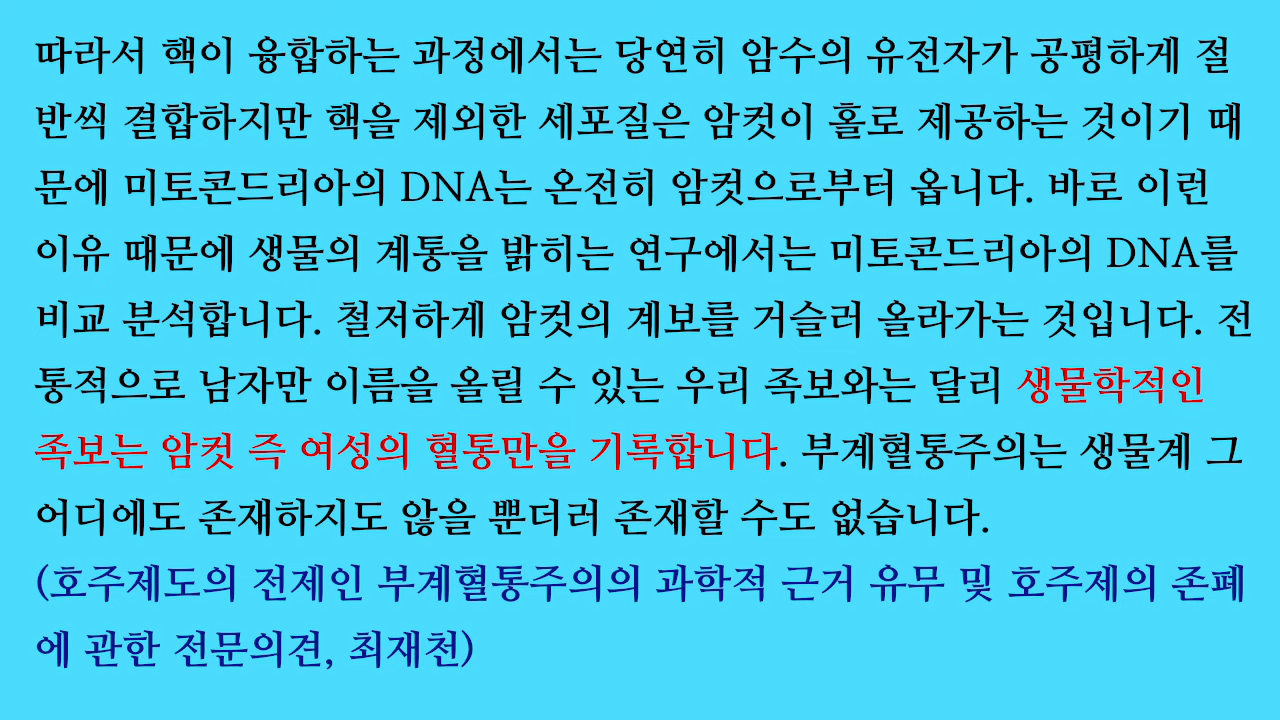 따라서 핵이 융합하는 과정에서는 당연히 암수의 유전자가 공평하게 절
반씩 결합하지만 핵을 제외한 세포질은 암컷이 홀로 제공하는 것이기 때
문에 미토콘드리아의 DNA는 온전히 암컷으로부터 옵니다. 바로 이런
이유 때문에 생물의 계통을 밝히는 연구에서는 미토콘드리아의 DNA를
비교 분석합니다. 철저하게 암컷의 계보를 거슬러 올라가는 것입니다. 전
통적으로 남자만 이름을 올릴 수 있는 우리 족보와는 달리 생물학적인
족보는 암컷 즉 여성의 혈통만을 기록합니다. 부계혈통주의는 생물계 그
어디에도 존재하지도 않을 뿐더러 존재할 수도 없습니다.
(호주제도의 전제인 부계혈통주의의 과학적 근거 유무 및 호주제의 존폐
에 관한 전문의견, 최재천)